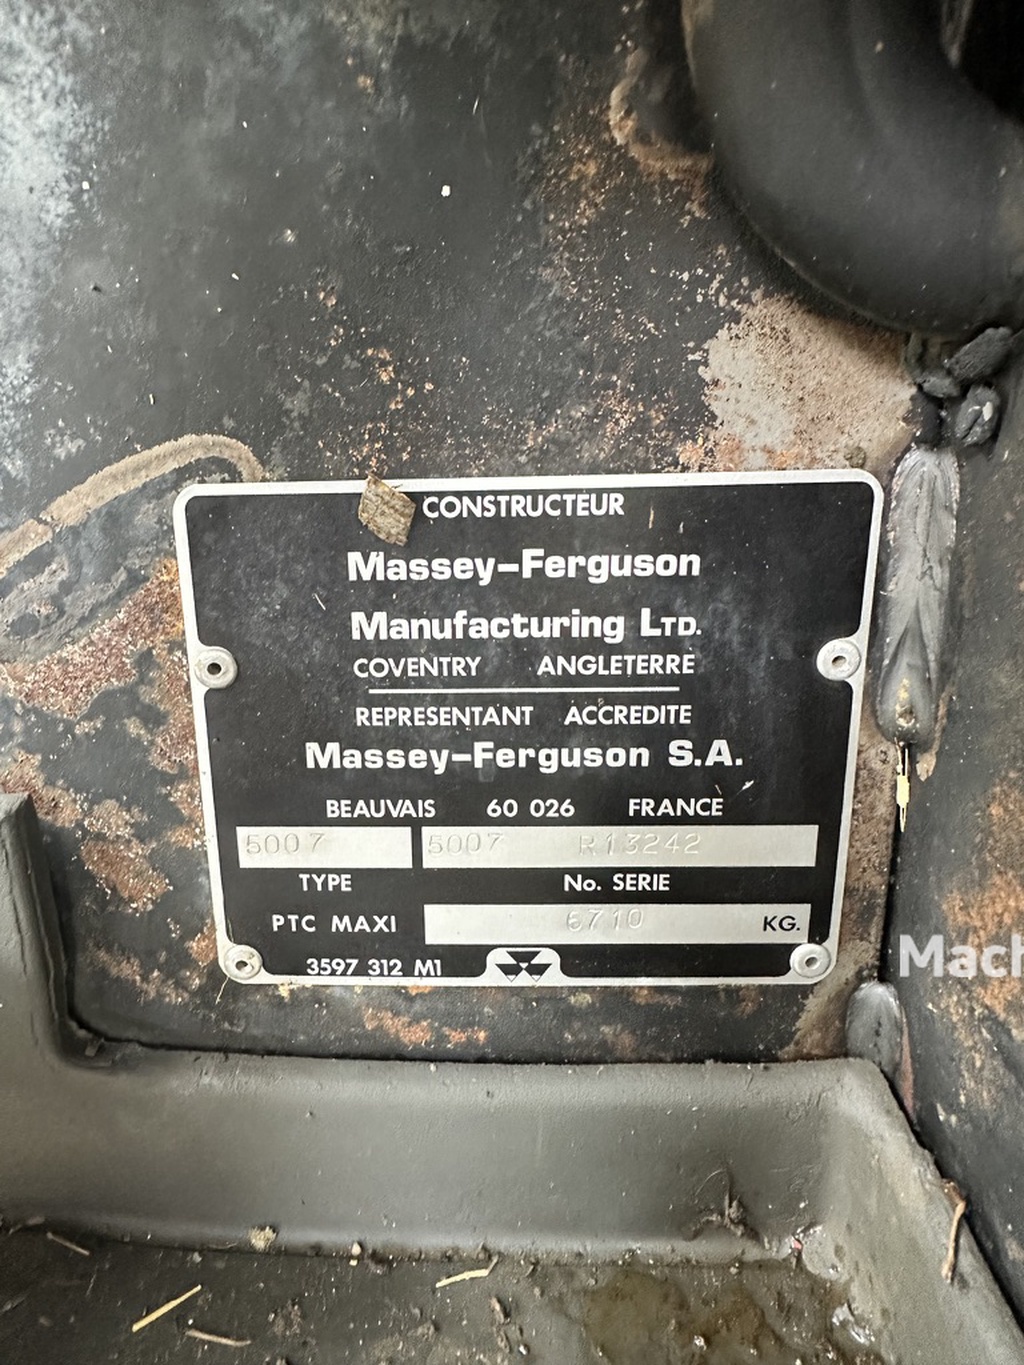 CONSTRUCTEUR
Massey-Ferguson
Manufacturing LTD.
COVENTRY ANGLETERRE
REPRESENTANT ACCREDITE
Massey-Ferguson S.A.
BEAUVAIS 60 026 FRANCE
5007 5007 R13242
TYPE No. SERIE
PTC MAXI 6710 KG.
3597 312 M1
Mach